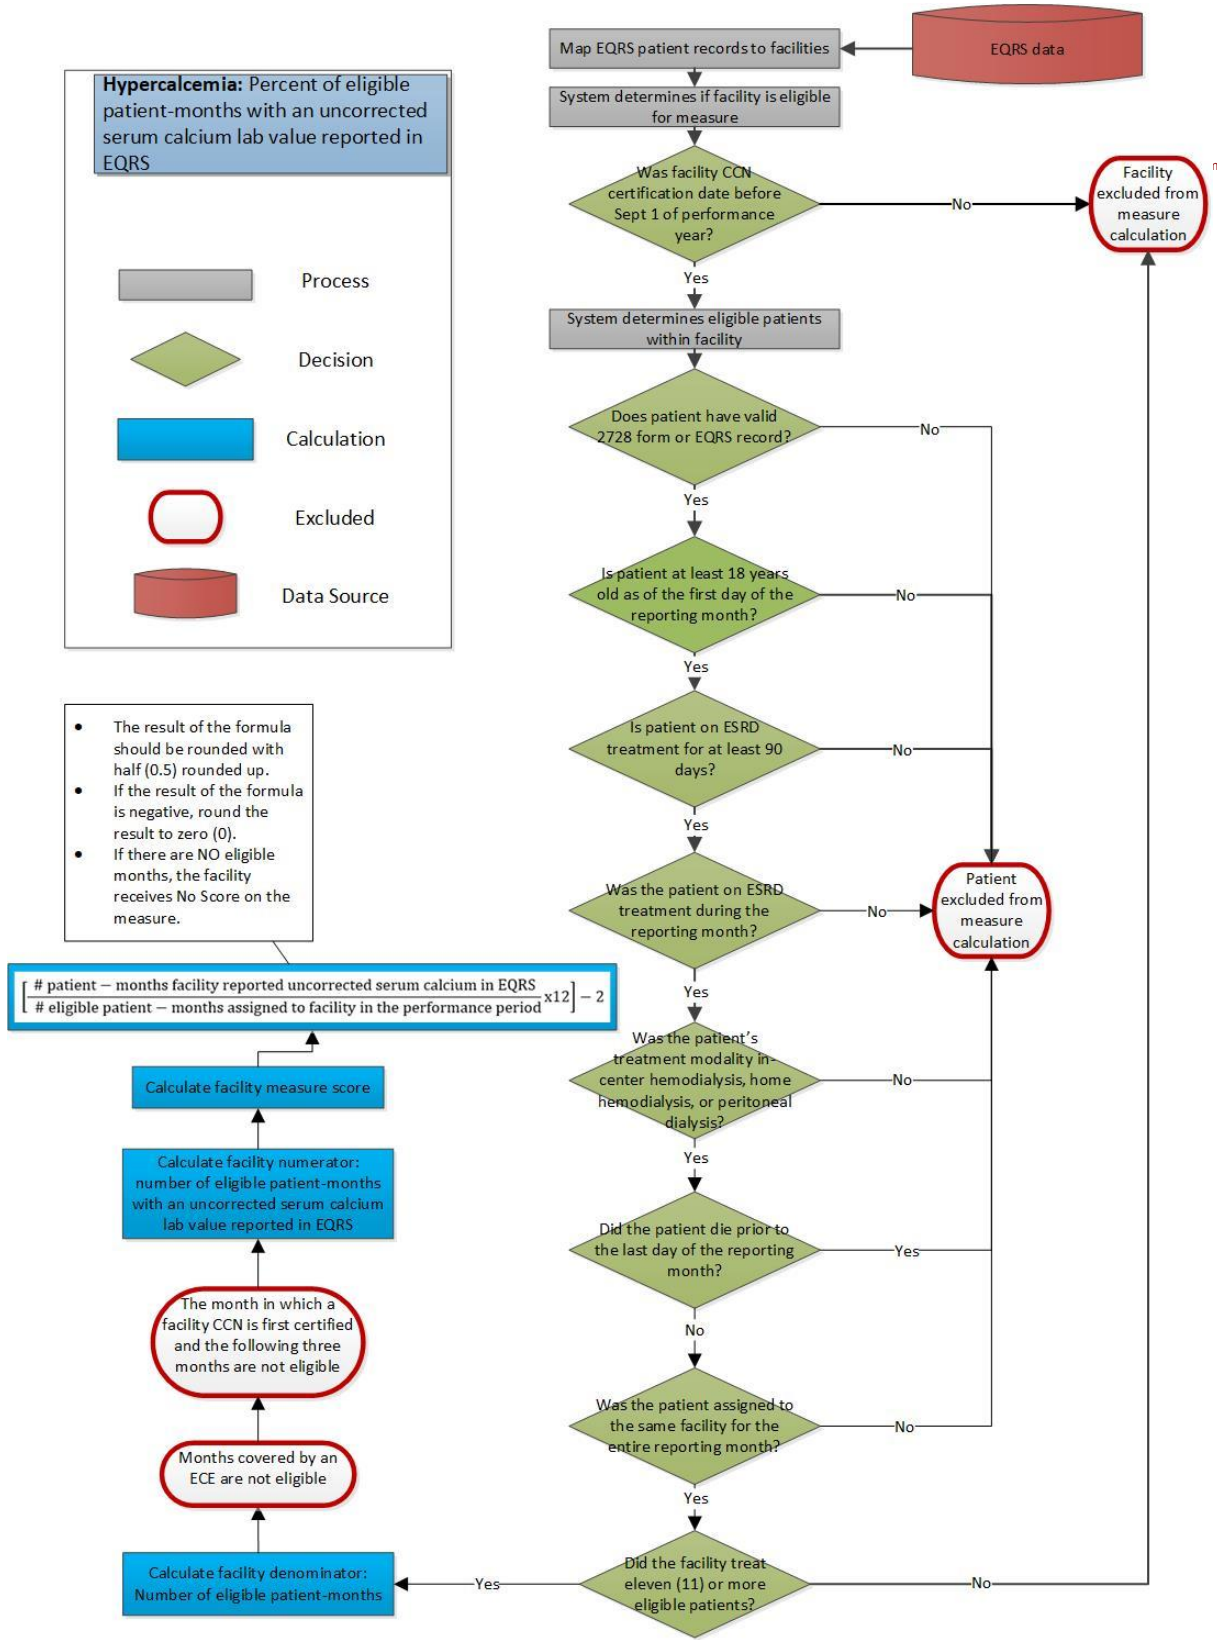 Map EQRS patient records to facilities
EQRS data
Hypercalcemia: Percent of eligible
patient-months with an uncorrected
serum calcium lab value reported in
EQRS
System determines if facility is eligible
for measure
Was facility CCN
certification date before
Sept 1 of performance
year?
No
Facility
excluded from
measure
calculation
Process
Decision
Calculation
Excluded
Data Source
Yes
System determines eligible patients
within facility
Does patient have valid
2728 form or EQRS record?
No
Yes
Is patient at least 18 years
old as of the first day of the
reporting month?
No
Yes
Is patient on ESRD
treatment for at least 90
days?
No
Yes
Was the patient on ESRD
treatment during the
reporting month?
No
Patient
excluded from
measure
calculation
Yes
Was the patient’s
treatment modality in-
center hemodialysis, home
hemodialysis, or peritoneal
dialysis?
No
Yes
Did the patient die prior to
the last day of the reporting
month?
Yes
No
Was the patient assigned to
the same facility for the
entire reporting month?
No
Yes
Did the facility treat
eleven (11) or more
eligible patients?
No
Yes
• The result of the formula
should be rounded with
half (0.5) rounded up.
• If the result of the formula
is negative, round the
result to zero (0).
• If there are NO eligible
months, the facility
receives No Score on the
measure.
[# patient − months facility reported uncorrected serum calcium in EQRS
# eligible patient − months assigned to facility in the performance period x12] − 2
Calculate facility measure score
Calculate facility numerator:
number of eligible patient-months
with an uncorrected serum calcium
lab value reported in EQRS
The month in which a
facility CCN is first certified
and the following three
months are not eligible
Months covered by an
ECE are not eligible
Calculate facility denominator:
Number of eligible patient-months